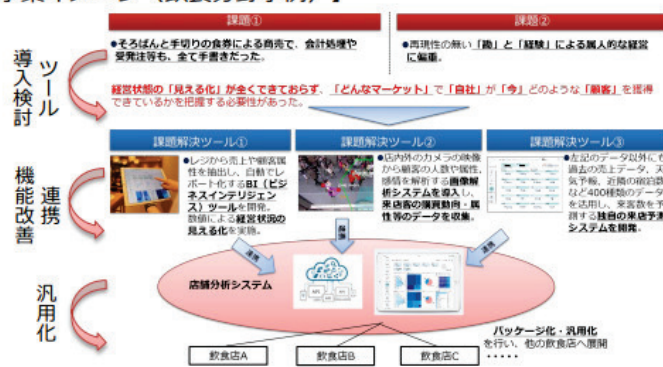 課題①
●そろばんと手切りの食券による商売で、会計処理や
受発注等も、全て手書きだった。
課題②
●再現性の無い「勘」と「経験」による属人的な経営
に偏重。
ツール
導入検討
経営状態の「見える化」が全くできておらず、「どんなマーケット」で「自社」が「今」どのような「顧客」を獲得
できているかを把握する必要性があった。
連携
機能改善
課題解決ツール①
●レジから売上や顧客属
性を抽出し、自動でレ
ポート化するBI(ビジ
ネスインテリジェン
ス)ツールを開発。
数値による経営状況の
見える化を実施。
課題解決ツール②
●店内外のカメラの映像
から顧客の人数や属性、
感情を解析する画像解
析システムを導入し、
来店客の購買動向・属
性等のデータを収集。
課題解決ツール③
●左記のデータ以外にも
過去の売上データ、天
気予報、近隣の宿泊数
など400種類のデータ
を活用し、来客数を予
測する独自の来店予測
システムを開発。
連携
連携
連携
店舗分析システム
汎用化
パッケージ化・汎用化
を行い、他の飲食店へ展開
・・・・・
飲食店A
飲食店B
飲食店C